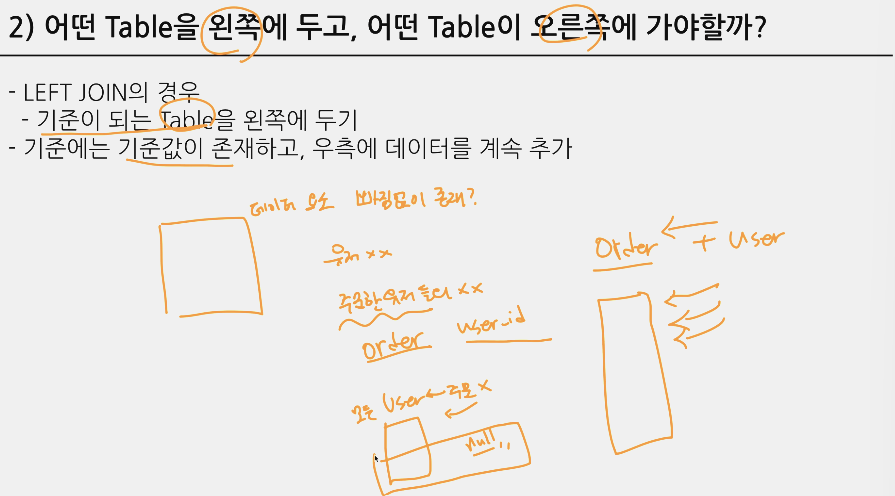 2) 어떤 Table을 왼쪽에 두고, 어떤 Table이 오른쪽에 가야할까?
- LEFT JOIN의 경우
- 기준이 되는 Table을 왼쪽에 두기
- 기준에는 기준값이 존재하고, 우측에 데이터를 계속 추가
데이터 요소 빠짐없이 존재?
유저 xx
주문한 유저들의 xx
Order user_id
Order ← + User
모든 User ← 주문 x
null,,